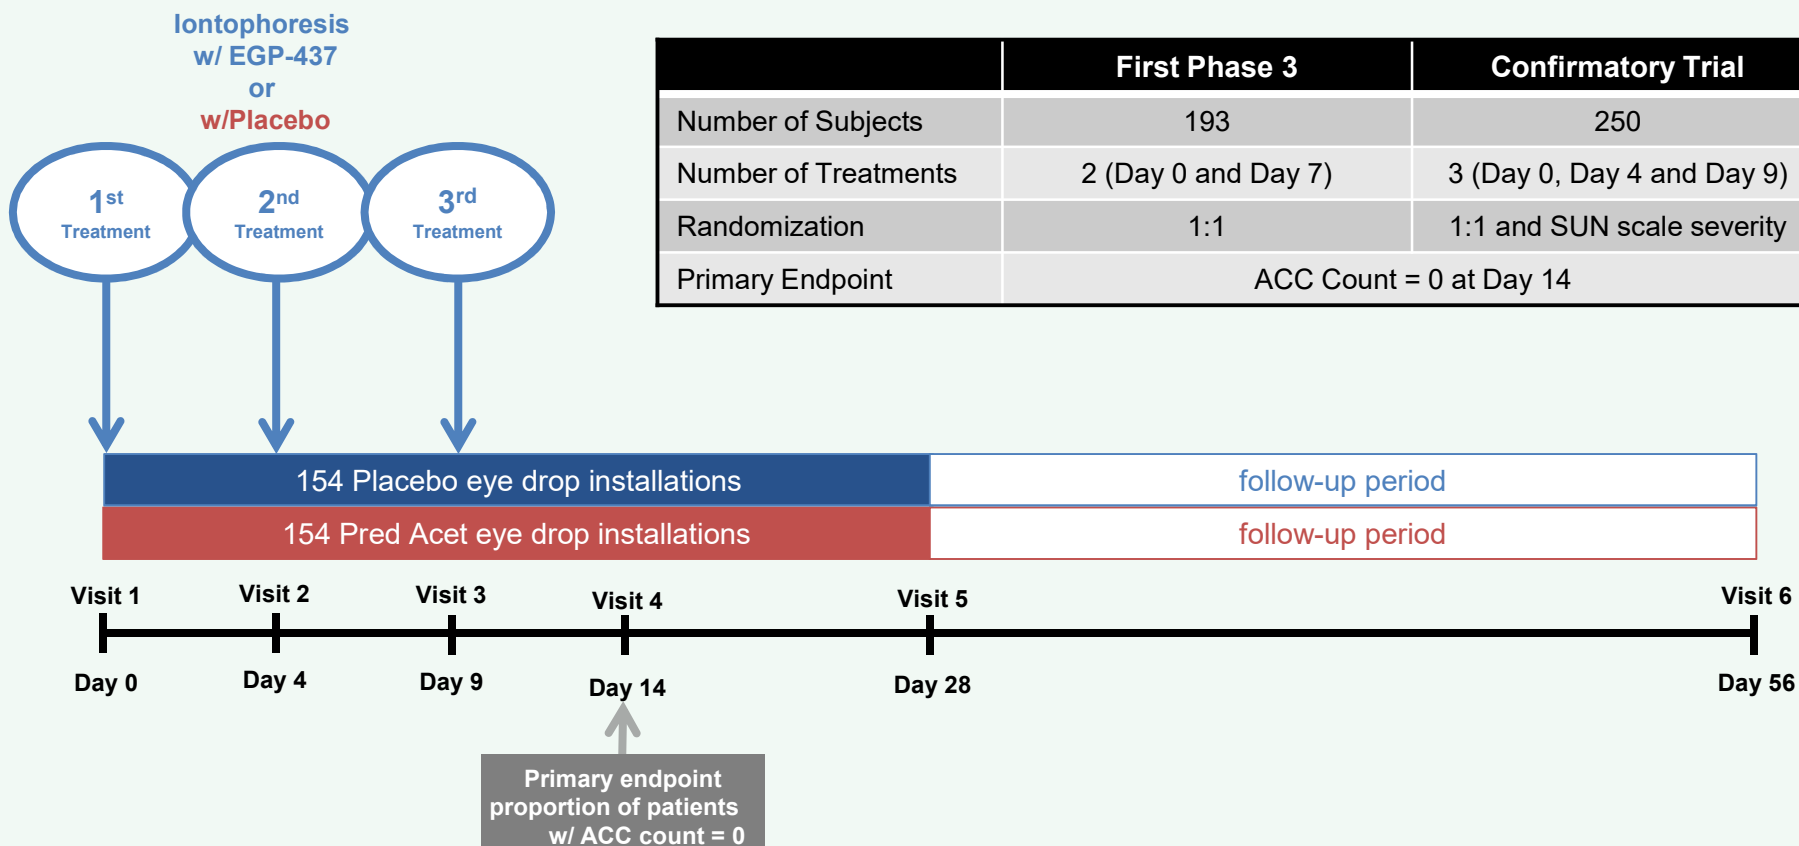 Iontophoresis
w/ EGP-437
or
w/Placebo
1st
Treatment
2nd
Treatment
3rd
Treatment
First Phase 3 Confirmatory Trial
Number of Subjects 193 250
Number of Treatments 2 (Day 0 and Day 7) 3 (Day 0, Day 4 and Day 9)
Randomization 1:1 1:1 and SUN scale severity
Primary Endpoint ACC Count = 0 at Day 14
154 Placebo eye drop installations follow-up period
154 Pred Acet eye drop installations follow-up period
Visit 1 Visit 2 Visit 3 Visit 4 Visit 5 Visit 6
Day 0 Day 4 Day 9 Day 14 Day 28 Day 56
Primary endpoint
proportion of patients
w/ ACC count = 0